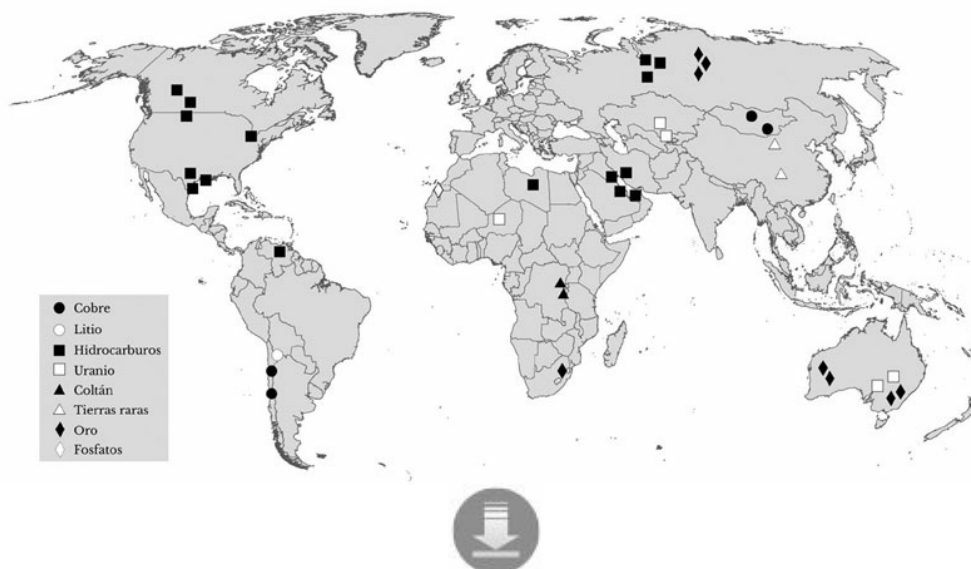 Cobre
Litio
Hidrocarburos
Uranio
Coltán
Tierras raras
Oro
Fosfatos